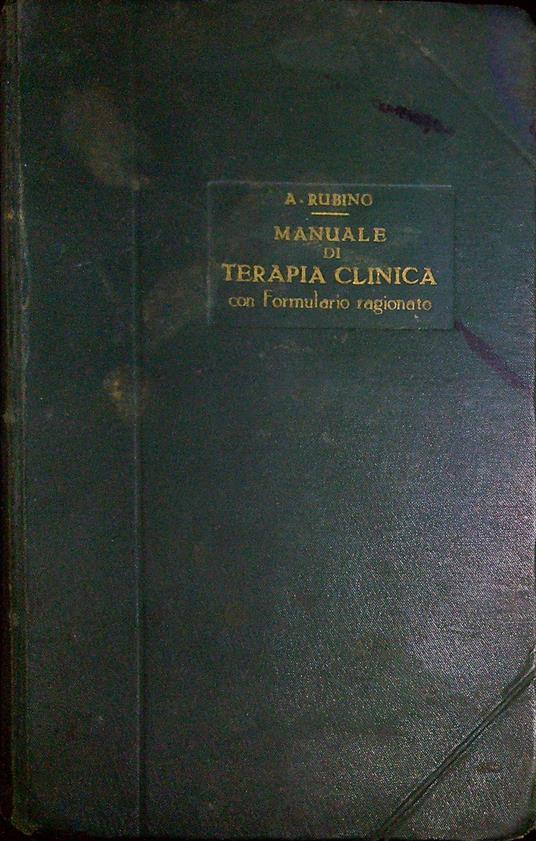 A. RUBINO
MANUALE
DI
TERAPIA CLINICA
con Formulario ragionato